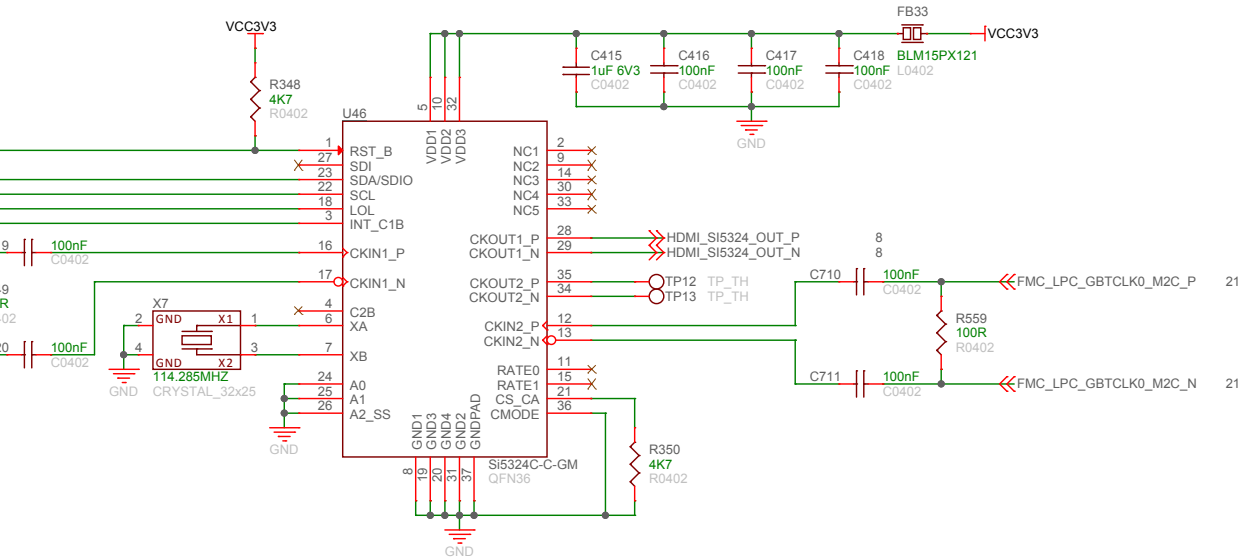 FB33
VCC3V3
VCC3V3
BLM15PX121
L0402
C415
1uF 6V3
C0402
C416
100nF
C0402
C417
100nF
C0402
C418
100nF
C0402
GND
R348
4K7
R0402
U46
5
10
32
VDD1
VDD2
VDD3
1
RST_B
27
SDI
23
SDA/SDIO
22
SCL
18
LOL
3
INT_C1B
16
CKIN1_P
17
CKIN1_N
4
C2B
6
XA
7
XB
24
A0
25
A1
26
A2_SS
NC1
2
NC2
9
NC3
14
NC4
30
NC5
33
CKOUT1_P
28
HDMI_SI5324_OUT_P
8
CKOUT1_N
29
HDMI_SI5324_OUT_N
8
CKOUT2_P
35
TP12
TP_TH
CKOUT2_N
34
TP13
TP_TH
CKIN2_P
12
CKIN2_N
13
RATE0
11
RATE1
15
CS_CA
21
CMODE
36
GND1
GND3
GND4
GND2
GNDPAD
8
19
20
31
37
Si5324C-C-GM
QFN36
GND
R350
4K7
R0402
9
100nF
C0402
49
R
02
20
100nF
C0402
X7
2
GND
X1
1
4
GND
X2
3
114.285MHZ
CRYSTAL_32x25
GND
GND
C710
100nF
C0402
FMC_LPC_GBTCLK0_M2C_P
21
R559
100R
R0402
C711
100nF
C0402
FMC_LPC_GBTCLK0_M2C_N
21